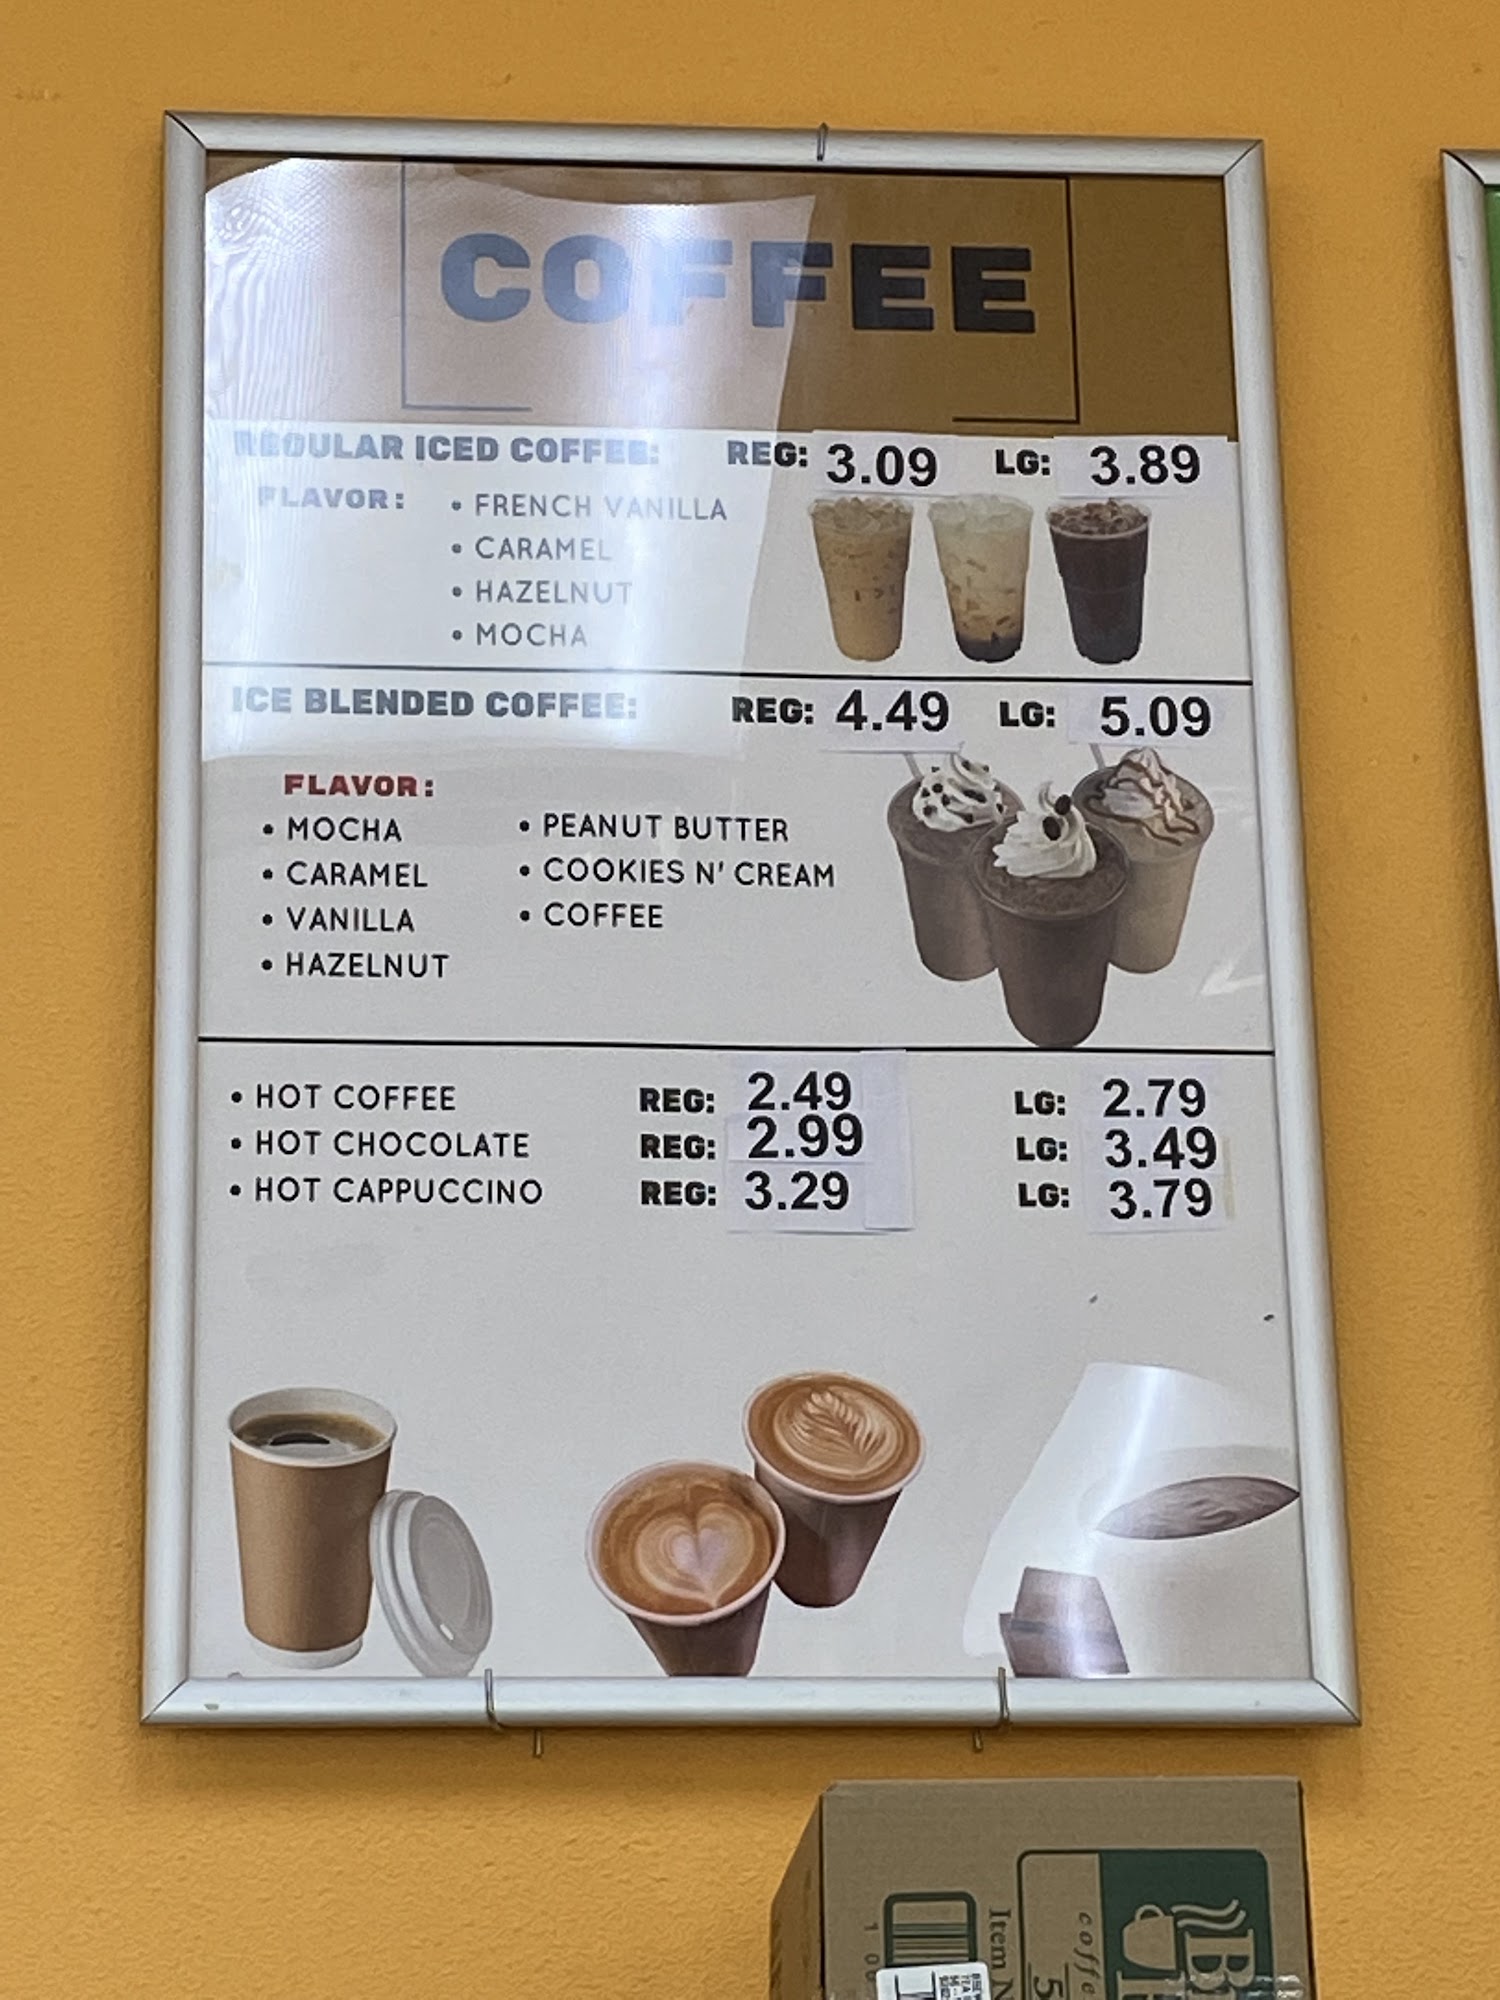 COFFEE
REGULAR ICED COFFEE: REG: 3.09 LG: 3.89
FLAVOR: • FRENCH VANILLA
• CARAMEL
• HAZELNUT
• MOCHA
ICE BLENDED COFFEE: REG: 4.49 LG: 5.09
FLAVOR:
• MOCHA • PEANUT BUTTER
• CARAMEL • COOKIES N' CREAM
• VANILLA • COFFEE
• HAZELNUT
• HOT COFFEE REG: 2.49 LG: 2.79
• HOT CHOCOLATE REG: 2.99 LG: 3.49
• HOT CAPPUCCINO REG: 3.29 LG: 3.79
coffe
Item N